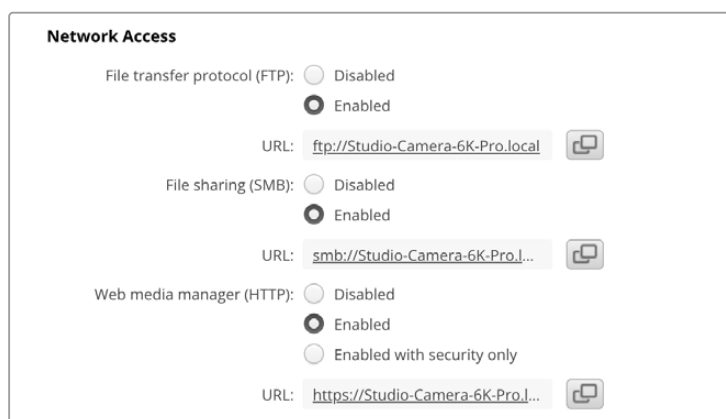 Network Access
File transfer protocol (FTP): Disabled
Enabled
URL: ftp://Studio-Camera-6K-Pro.local
File sharing (SMB): Disabled
Enabled
URL: smb://Studio-Camera-6K-Pro.l...
Web media manager (HTTP): Disabled
Enabled
Enabled with security only
URL: https://Studio-Camera-6K-Pro.l...